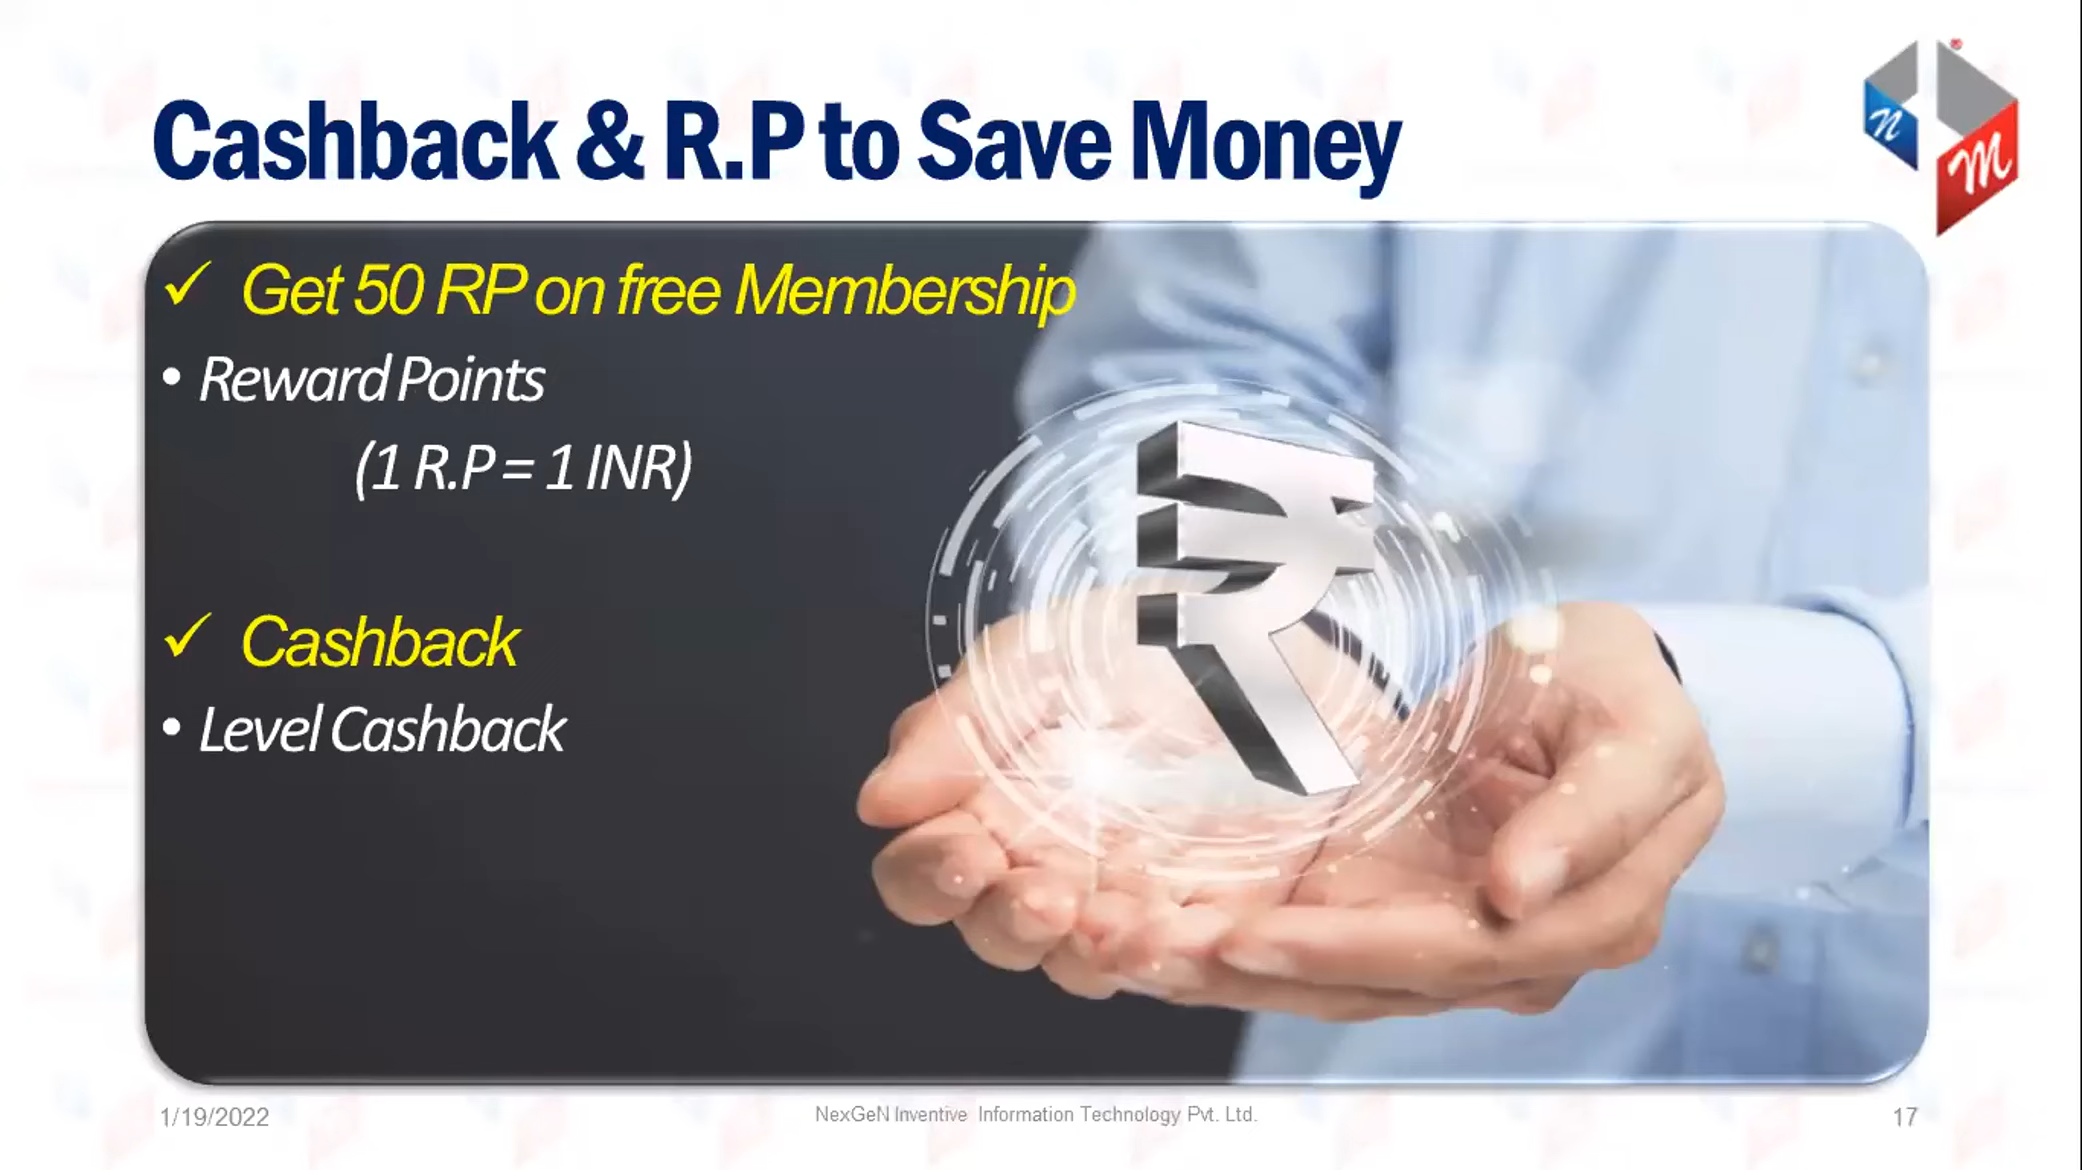 Cashback & R.P to Save Money
n
m
✓ Get 50 RP on free Membership
• Reward Points
(1 R.P = 1 INR)
₹
✓ Cashback
• Level Cashback
1/19/2022
NexGeN Inventive Information Technology Pvt. Ltd.
17